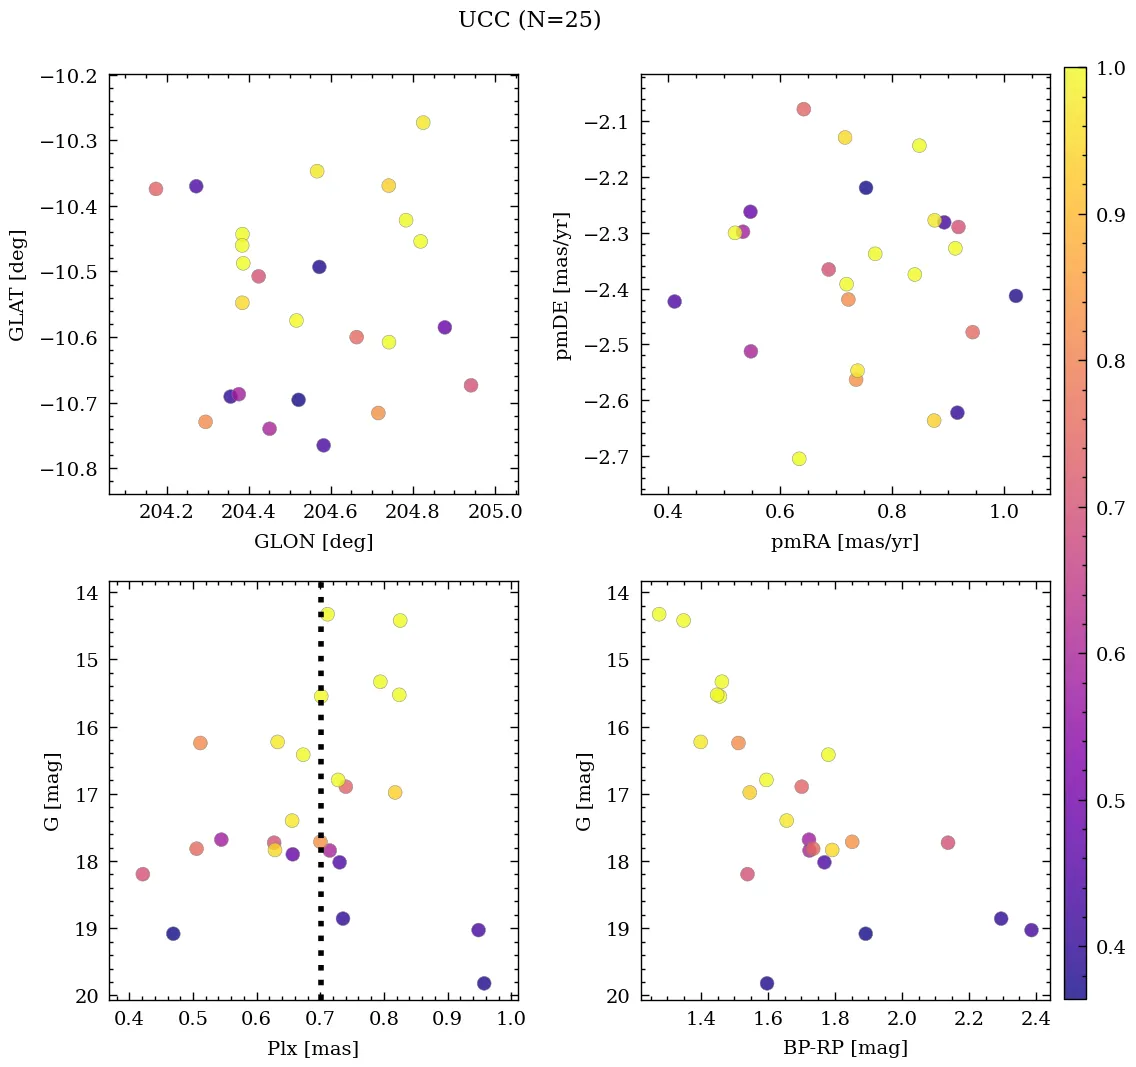 UCC (N=25)
−10.2
−10.3
−10.4
−10.5
−10.6
−10.7
−10.8
GLAT [deg]
204.2 204.4 204.6 204.8 205.0
GLON [deg]
−2.1
−2.2
−2.3
−2.4
−2.5
−2.6
−2.7
pmDE [mas/yr]
0.4 0.6 0.8 1.0
pmRA [mas/yr]
14
15
16
17
18
19
20
G [mag]
0.4 0.5 0.6 0.7 0.8 0.9 1.0
Plx [mas]
14
15
16
17
18
19
20
G [mag]
1.4 1.6 1.8 2.0 2.2 2.4
BP-RP [mag]
1.0
0.9
0.8
0.7
0.6
0.5
0.4